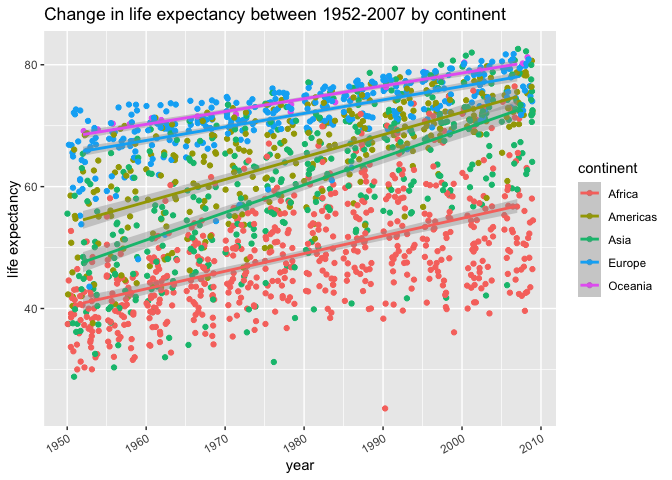 Change in life expectancy between 1952-2007 by continent
80
60
40
life expectancy
1950
1960
1970
1980
1990
2000
2010
year
continent
Africa
Americas
Asia
Europe
Oceania